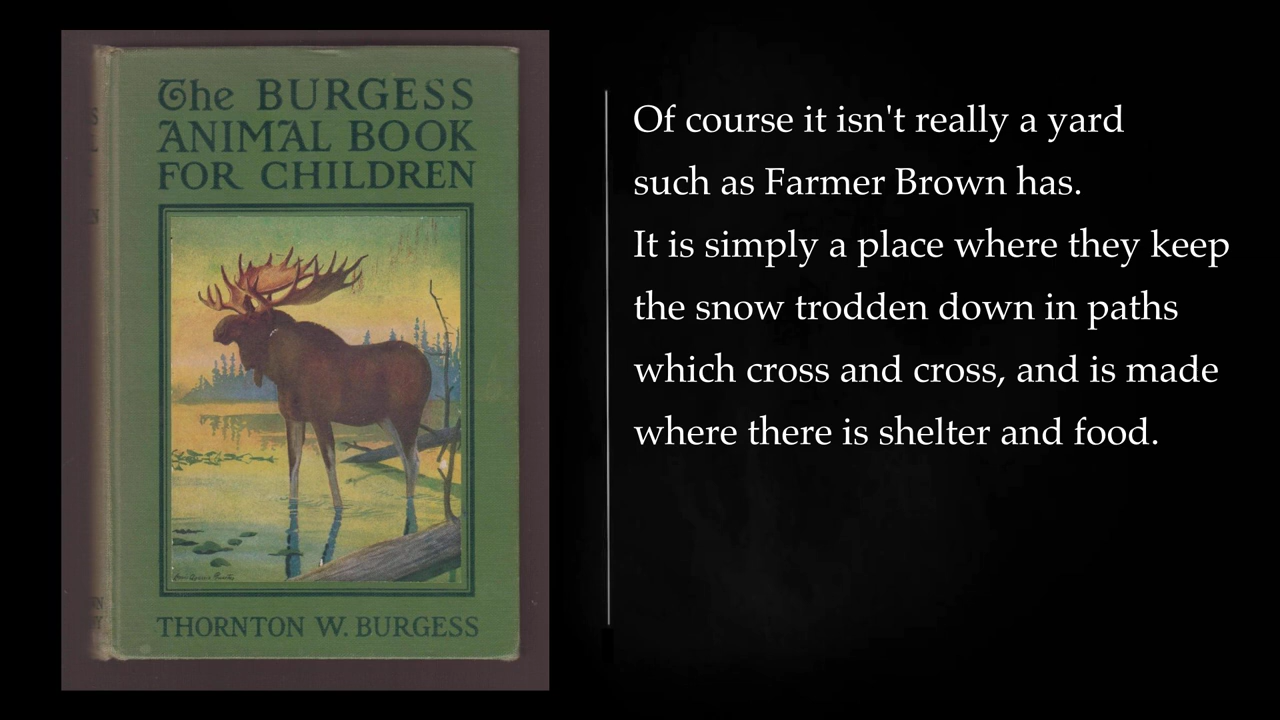 The BURGESS
ANIMAL BOOK
FOR CHILDREN
THORNTON W. BURGESS
Of course it isn't really a yard
such as Farmer Brown has.
It is simply a place where they keep
the snow trodden down in paths
which cross and cross, and is made
where there is shelter and food.